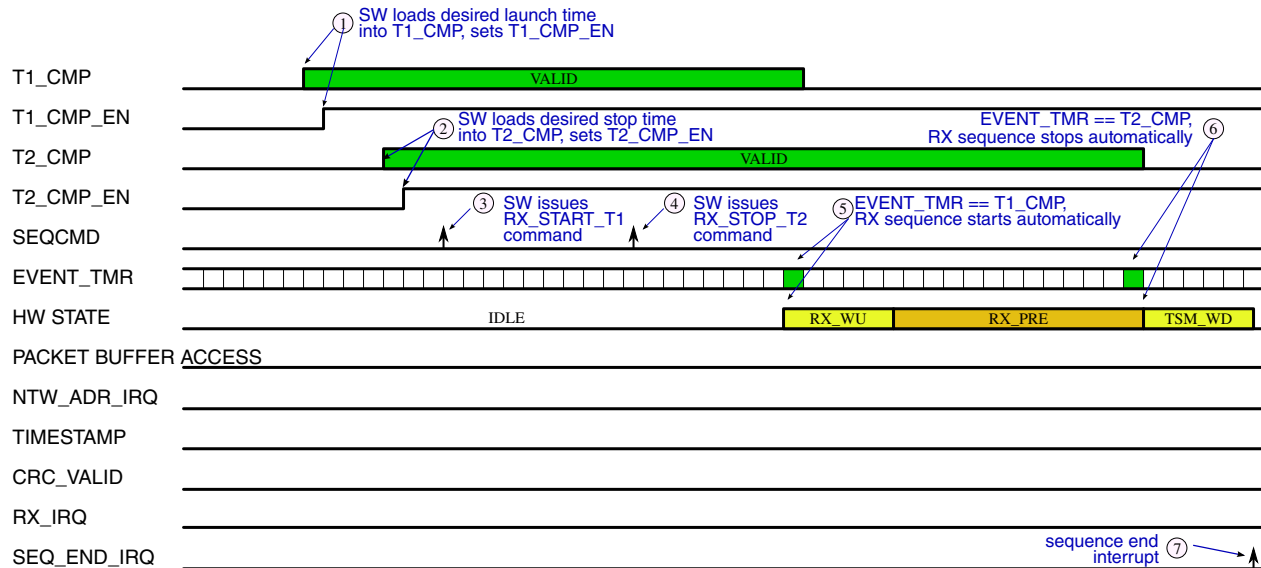 1 SW loads desired launch time
into T1_CMP, sets T1_CMP_EN
T1_CMP VALID
T1_CMP_EN
2 SW loads desired stop time
into T2_CMP, sets T2_CMP_EN
EVENT_TMR == T2_CMP, 6
RX sequence stops automatically
T2_CMP VALID
T2_CMP_EN
3 SW issues
RX_START_T1
command
4 SW issues
RX_STOP_T2
command
5 EVENT_TMR == T1_CMP,
RX sequence starts automatically
SEQCMD
EVENT_TMR
HW STATE IDLE RX_WU RX_PRE TSM_WD
PACKET BUFFER ACCESS
NTW_ADR_IRQ
TIMESTAMP
CRC_VALID
RX_IRQ
sequence end 7
interrupt
SEQ_END_IRQ